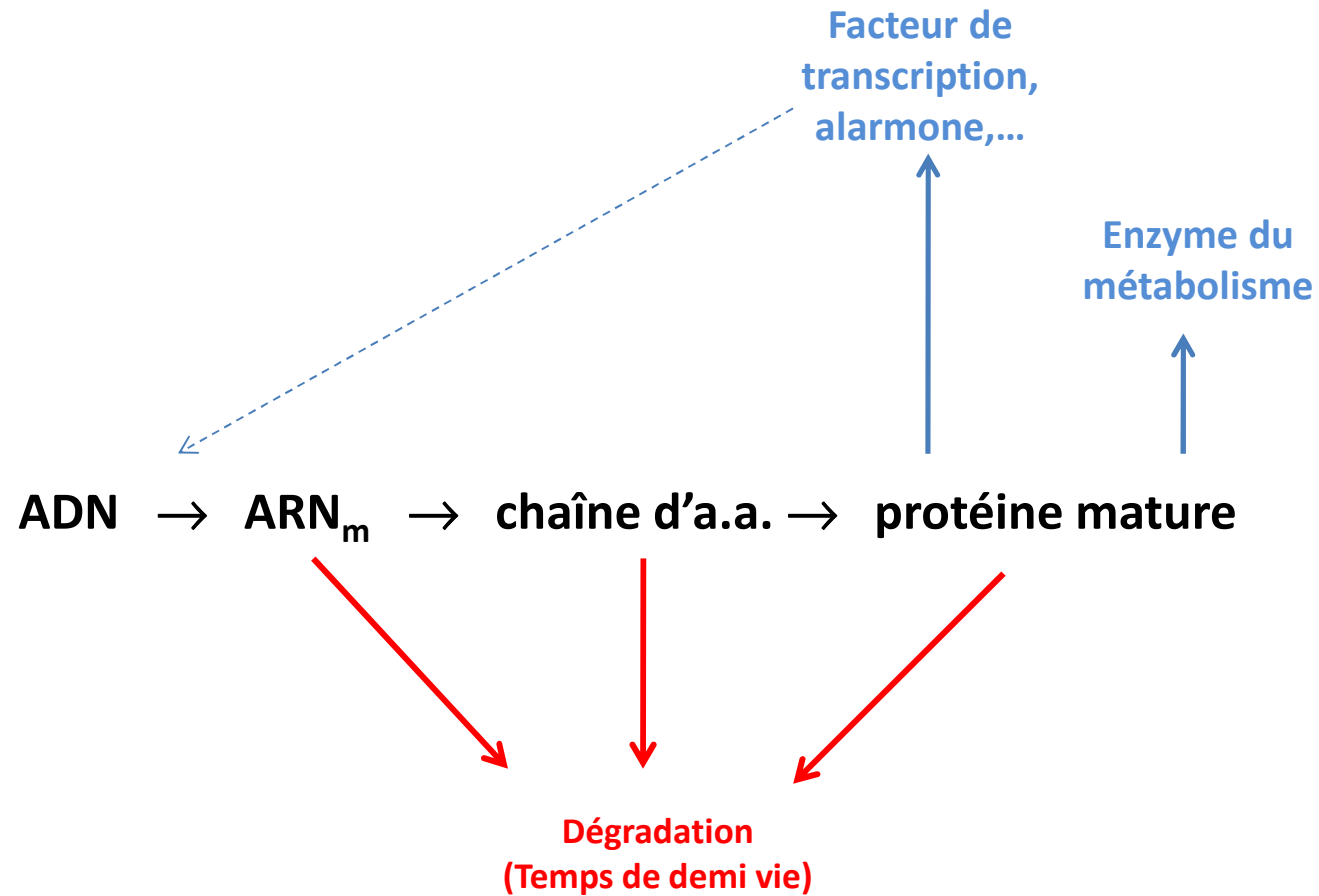 Facteur de
transcription,
alarmone,…
Enzyme du
métabolisme
ADN → ARNm → chaîne d'a.a. → protéine mature
Dégradation
(Temps de demi vie)